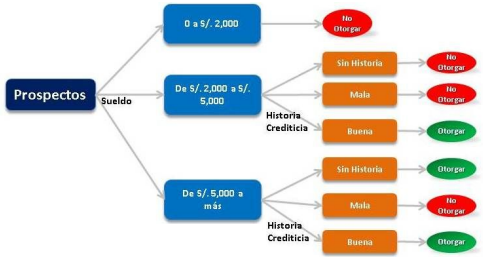 Prospectos
Sueldo
0 a S/. 2,000
No
Otorgar
De S/. 2,000 a S/.
5,000
Historia
Crediticia
Sin Historia
No
Otorgar
Mala
No
Otorgar
Buena
Otorgar
De S/. 5,000 a
más
Historia
Crediticia
Sin Historia
Otorgar
Mala
No
Otorgar
Buena
Otorgar